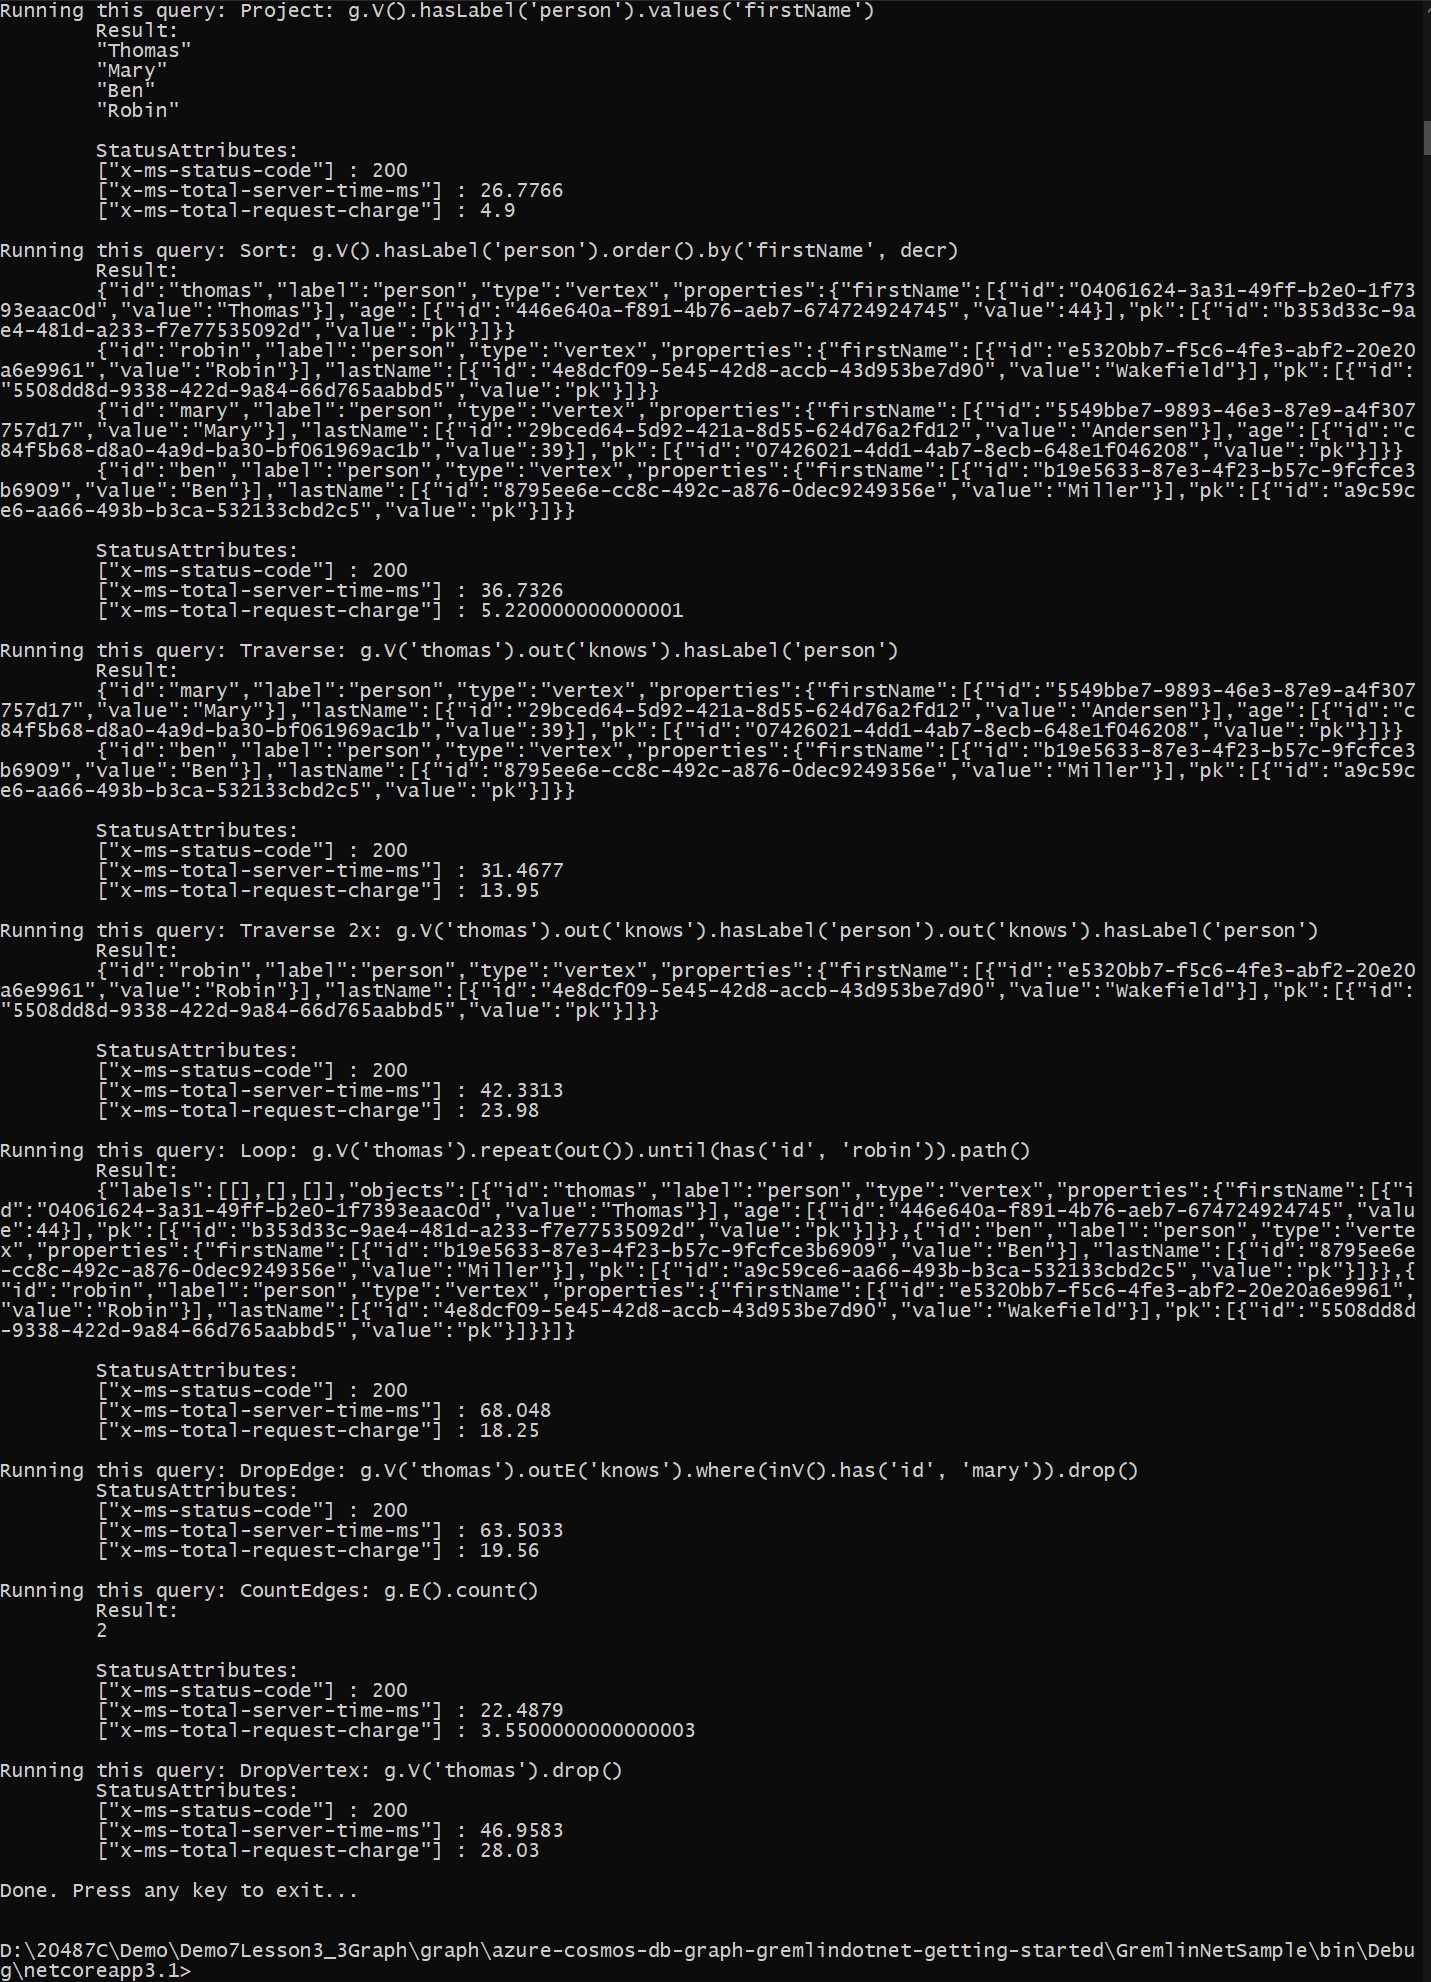 Running this query: Project: g.V().hasLabel('person').values('firstName')
        Result:
        "Thomas"
        "Mary"
        "Ben"
        "Robin"

        StatusAttributes:
        ["x-ms-status-code"] : 200
        ["x-ms-total-server-time-ms"] : 26.7766
        ["x-ms-total-request-charge"] : 4.9

Running this query: Sort: g.V().hasLabel('person').order().by('firstName', decr)
        Result:
        {"id":"thomas","label":"person","type":"vertex","properties":{"firstName":[{"id":"04061624-3a31-49ff-b2e0-1f73
93eaac0d","value":"Thomas"}],"age":[{"id":"446e640a-f891-4b76-aeb7-674724924745","value":44}],"pk":[{"id":"b353d33c-9a
e4-481d-a233-f7e77535092d","value":"pk"}]}}
        {"id":"robin","label":"person","type":"vertex","properties":{"firstName":[{"id":"e5320bb7-f5c6-4fe3-abf2-20e20
a6e9961","value":"Robin"}],"lastName":[{"id":"4e8dcf09-5e45-42d8-accb-43d953be7d90","value":"Wakefield"}],"pk":[{"id":
"5508dd8d-9338-422d-9a84-66d765aabbd5","value":"pk"}]}}
        {"id":"mary","label":"person","type":"vertex","properties":{"firstName":[{"id":"5549bbe7-9893-46e3-87e9-a4f307
757d17","value":"Mary"}],"lastName":[{"id":"29bced64-5d92-421a-8d55-624d76a2fd12","value":"Andersen"}],"age":[{"id":"c
84f5b68-d8a0-4a9d-ba30-bf061969ac1b","value":39}],"pk":[{"id":"07426021-4dd1-4ab7-8ecb-648e1f046208","value":"pk"}]}}
        {"id":"ben","label":"person","type":"vertex","properties":{"firstName":[{"id":"b19e5633-87e3-4f23-b57c-9fcfce3
b6909","value":"Ben"}],"lastName":[{"id":"8795ee6e-cc8c-492c-a876-0dec9249356e","value":"Miller"}],"pk":[{"id":"a9c59c
e6-aa66-493b-b3ca-532133cbd2c5","value":"pk"}]}}

        StatusAttributes:
        ["x-ms-status-code"] : 200
        ["x-ms-total-server-time-ms"] : 36.7326
        ["x-ms-total-request-charge"] : 5.220000000000001

Running this query: Traverse: g.V('thomas').out('knows').hasLabel('person')
        Result:
        {"id":"mary","label":"person","type":"vertex","properties":{"firstName":[{"id":"5549bbe7-9893-46e3-87e9-a4f307
757d17","value":"Mary"}],"lastName":[{"id":"29bced64-5d92-421a-8d55-624d76a2fd12","value":"Andersen"}],"age":[{"id":"c
84f5b68-d8a0-4a9d-ba30-bf061969ac1b","value":39}],"pk":[{"id":"07426021-4dd1-4ab7-8ecb-648e1f046208","value":"pk"}]}}
        {"id":"ben","label":"person","type":"vertex","properties":{"firstName":[{"id":"b19e5633-87e3-4f23-b57c-9fcfce3
b6909","value":"Ben"}],"lastName":[{"id":"8795ee6e-cc8c-492c-a876-0dec9249356e","value":"Miller"}],"pk":[{"id":"a9c59c
e6-aa66-493b-b3ca-532133cbd2c5","value":"pk"}]}}

        StatusAttributes:
        ["x-ms-status-code"] : 200
        ["x-ms-total-server-time-ms"] : 31.4677
        ["x-ms-total-request-charge"] : 13.95

Running this query: Traverse 2x: g.V('thomas').out('knows').hasLabel('person').out('knows').hasLabel('person')
        Result:
        {"id":"robin","label":"person","type":"vertex","properties":{"firstName":[{"id":"e5320bb7-f5c6-4fe3-abf2-20e20
a6e9961","value":"Robin"}],"lastName":[{"id":"4e8dcf09-5e45-42d8-accb-43d953be7d90","value":"Wakefield"}],"pk":[{"id":
"5508dd8d-9338-422d-9a84-66d765aabbd5","value":"pk"}]}}

        StatusAttributes:
        ["x-ms-status-code"] : 200
        ["x-ms-total-server-time-ms"] : 42.3313
        ["x-ms-total-request-charge"] : 23.98

Running this query: Loop: g.V('thomas').repeat(out()).until(has('id', 'robin')).path()
        Result:
        {"labels":[[],[],[]],"objects":[{"id":"thomas","label":"person","type":"vertex","properties":{"firstName":[{"i
d":"04061624-3a31-49ff-b2e0-1f7393eaac0d","value":"Thomas"}],"age":[{"id":"446e640a-f891-4b76-aeb7-674724924745","valu
e":44}],"pk":[{"id":"b353d33c-9ae4-481d-a233-f7e77535092d","value":"pk"}]}},{"id":"ben","label":"person","type":"verte
x","properties":{"firstName":[{"id":"b19e5633-87e3-4f23-b57c-9fcfce3b6909","value":"Ben"}],"lastName":[{"id":"8795ee6e
-cc8c-492c-a876-0dec9249356e","value":"Miller"}],"pk":[{"id":"a9c59ce6-aa66-493b-b3ca-532133cbd2c5","value":"pk"}]}},{
"id":"robin","label":"person","type":"vertex","properties":{"firstName":[{"id":"e5320bb7-f5c6-4fe3-abf2-20e20a6e9961",
"value":"Robin"}],"lastName":[{"id":"4e8dcf09-5e45-42d8-accb-43d953be7d90","value":"Wakefield"}],"pk":[{"id":"5508dd8d
-9338-422d-9a84-66d765aabbd5","value":"pk"}]}}]}

        StatusAttributes:
        ["x-ms-status-code"] : 200
        ["x-ms-total-server-time-ms"] : 68.048
        ["x-ms-total-request-charge"] : 18.25

Running this query: DropEdge: g.V('thomas').outE('knows').where(inV().has('id', 'mary')).drop()
        StatusAttributes:
        ["x-ms-status-code"] : 200
        ["x-ms-total-server-time-ms"] : 63.5033
        ["x-ms-total-request-charge"] : 19.56

Running this query: CountEdges: g.E().count()
        Result:
        2

        StatusAttributes:
        ["x-ms-status-code"] : 200
        ["x-ms-total-server-time-ms"] : 22.4879
        ["x-ms-total-request-charge"] : 3.5500000000000003

Running this query: DropVertex: g.V('thomas').drop()
        StatusAttributes:
        ["x-ms-status-code"] : 200
        ["x-ms-total-server-time-ms"] : 46.9583
        ["x-ms-total-request-charge"] : 28.03

Done. Press any key to exit...


D:\20487C\Demo\Demo7Lesson3_3Graph\graph\azure-cosmos-db-graph-gremlindotnet-getting-started\GremlinNetSample\bin\Debu
g\netcoreapp3.1>